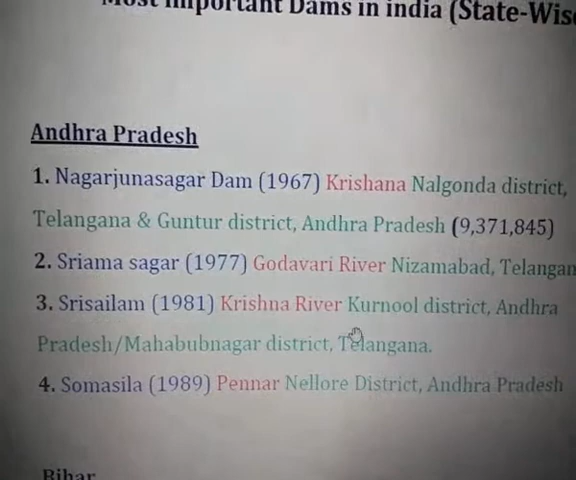 Most Important Dams in india (State-Wise
Andhra Pradesh
1. Nagarjunasagar Dam (1967) Krishana Nalgonda district,
Telangana & Guntur district, Andhra Pradesh (9,371,845)
2. Sriama sagar (1977) Godavari River Nizamabad, Telangan
3. Srisailam (1981) Krishna River Kurnool district, Andhra
Pradesh/Mahabubnagar district, Telangana.
4. Somasila (1989) Pennar Nellore District, Andhra Pradesh
Bihar